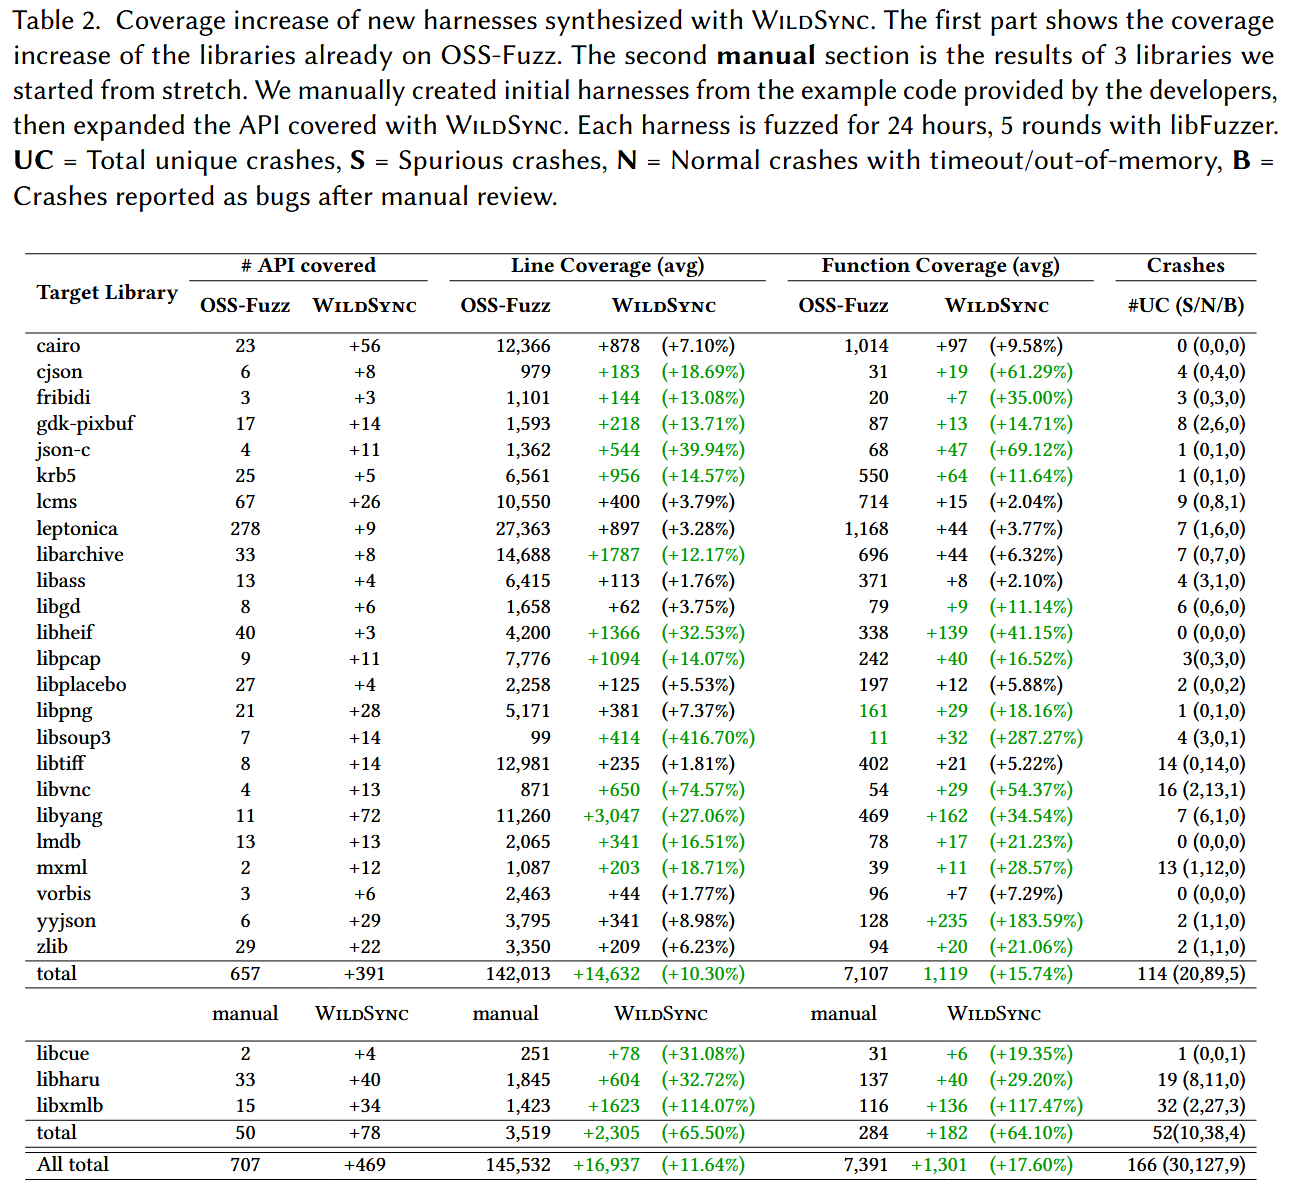 Table 2. Coverage increase of new harnesses synthesized with WILDSYNC. The first part shows the coverage
increase of the libraries already on OSS-Fuzz. The second manual section is the results of 3 libraries we
started from stretch. We manually created initial harnesses from the example code provided by the developers,
then expanded the API covered with WILDSYNC. Each harness is fuzzed for 24 hours, 5 rounds with libFuzzer.
UC = Total unique crashes, S = Spurious crashes, N = Normal crashes with timeout/out-of-memory, B =
Crashes reported as bugs after manual review.
Target Library # API covered Line Coverage (avg) Function Coverage (avg) Crashes
OSS-Fuzz WILDSYNC OSS-Fuzz WILDSYNC OSS-Fuzz WILDSYNC #UC (S/N/B)
cairo 23 +56 12,366 +878 (+7.10%) 1,014 +97 (+9.58%) 0 (0,0,0)
cjson 6 +8 979 +183 (+18.69%) 31 +19 (+61.29%) 4 (0,4,0)
fribidi 3 +3 1,101 +144 (+13.08%) 20 +7 (+35.00%) 3 (0,3,0)
gdk-pixbuf 17 +14 1,593 +218 (+13.71%) 87 +13 (+14.71%) 8 (2,6,0)
json-c 4 +11 1,362 +544 (+39.94%) 68 +47 (+69.12%) 1 (0,1,0)
krb5 25 +5 6,561 +956 (+14.57%) 550 +64 (+11.64%) 1 (0,1,0)
lcms 67 +26 10,550 +400 (+3.79%) 714 +15 (+2.04%) 9 (0,8,1)
leptonica 278 +9 27,363 +897 (+3.28%) 1,168 +44 (+3.77%) 7 (1,6,0)
libarchive 33 +8 14,688 +1787 (+12.17%) 696 +44 (+6.32%) 7 (0,7,0)
libass 13 +4 6,415 +113 (+1.76%) 371 +8 (+2.10%) 4 (3,1,0)
libgd 8 +6 1,658 +62 (+3.75%) 79 +9 (+11.14%) 6 (0,6,0)
libheif 40 +3 4,200 +1366 (+32.53%) 338 +139 (+41.15%) 0 (0,0,0)
libpcap 9 +11 7,776 +1094 (+14.07%) 242 +40 (+16.52%) 3(0,3,0)
libplacebo 27 +4 2,258 +125 (+5.53%) 197 +12 (+5.88%) 2 (0,0,2)
libpng 21 +28 5,171 +381 (+7.37%) 161 +29 (+18.16%) 1 (0,1,0)
libsoup3 7 +14 99 +414 (+416.70%) 11 +32 (+287.27%) 4 (3,0,1)
libtiff 8 +14 12,981 +235 (+1.81%) 402 +21 (+5.22%) 14 (0,14,0)
libvnc 4 +13 871 +650 (+74.57%) 54 +29 (+54.37%) 16 (2,13,1)
libyang 11 +72 11,260 +3,047 (+27.06%) 469 +162 (+34.54%) 7 (6,1,0)
lmdb 13 +13 2,065 +341 (+16.51%) 78 +17 (+21.23%) 0 (0,0,0)
mxml 2 +12 1,087 +203 (+18.71%) 39 +11 (+28.57%) 13 (1,12,0)
vorbis 3 +6 2,463 +44 (+1.77%) 96 +7 (+7.29%) 0 (0,0,0)
yyjson 6 +29 3,795 +341 (+8.98%) 128 +235 (+183.59%) 2 (1,1,0)
zlib 29 +22 3,350 +209 (+6.23%) 94 +20 (+21.06%) 2 (1,1,0)
total 657 +391 142,013 +14,632 (+10.30%) 7,107 1,119 (+15.74%) 114 (20,89,5)
manual WILDSYNC manual WILDSYNC manual WILDSYNC
libcue 2 +4 251 +78 (+31.08%) 31 +6 (+19.35%) 1 (0,0,1)
libharu 33 +40 1,845 +604 (+32.72%) 137 +40 (+29.20%) 19 (8,11,0)
libxmlb 15 +34 1,423 +1623 (+114.07%) 116 +136 (+117.47%) 32 (2,27,3)
total 50 +78 3,519 +2,305 (+65.50%) 284 +182 (+64.10%) 52(10,38,4)
All total 707 +469 145,532 +16,937 (+11.64%) 7,391 +1,301 (+17.60%) 166 (30,127,9)